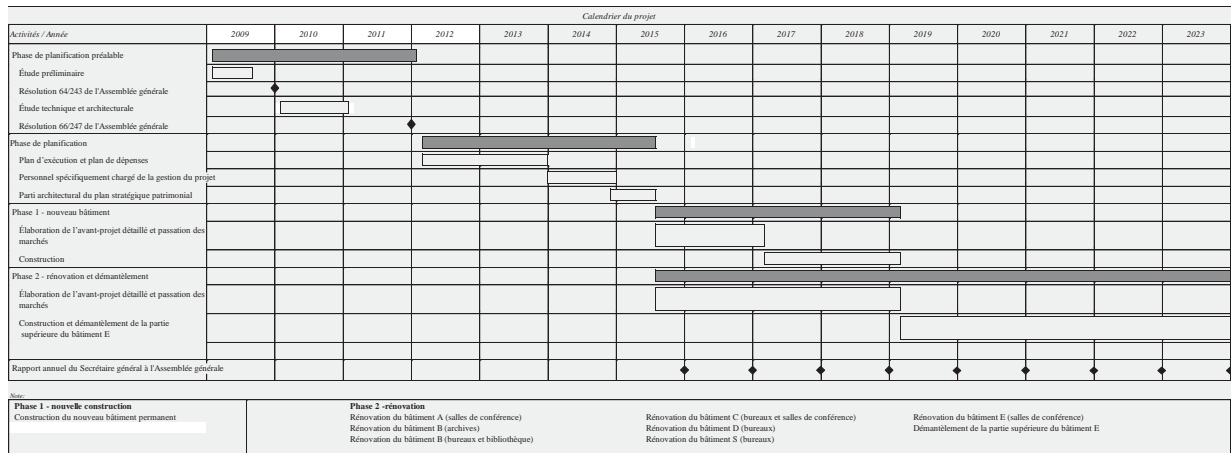 Calendrier du projet
Activités / Année 2009 2010 2011 2012 2013 2014 2015 2016 2017 2018 2019 2020 2021 2022 2023
Phase de planification préalable
Étude préliminaire
Résolution 64/243 de l'Assemblée générale
Étude technique et architecturale
Résolution 66/247 de l'Assemblée générale
Phase de planification
Plan d'exécution et plan de dépenses
Personnel spécifiquement chargé de la gestion du projet
Parti architectural du plan stratégique patrimonial
Phase 1 - nouveau bâtiment
Élaboration de l'avant-projet détaillé et passation des
marchés
Construction
Phase 2 - rénovation et démantèlement
Élaboration de l'avant-projet détaillé et passation des
marchés
Construction et démantèlement de la partie
supérieure du bâtiment E
Rapport annuel du Secrétaire général à l'Assemblée générale
Note:
Phase 1 - nouvelle construction
Construction du nouveau bâtiment permanent
Phase 2 -rénovation
Rénovation du bâtiment A (salles de conférence)
Rénovation du bâtiment B (archives)
Rénovation du bâtiment B (bureaux et bibliothèque)
Rénovation du bâtiment C (bureaux et salles de conférence)
Rénovation du bâtiment D (bureaux)
Rénovation du bâtiment S (bureaux)
Rénovation du bâtiment E (salles de conférence)
Démantèlement de la partie supérieure du bâtiment E